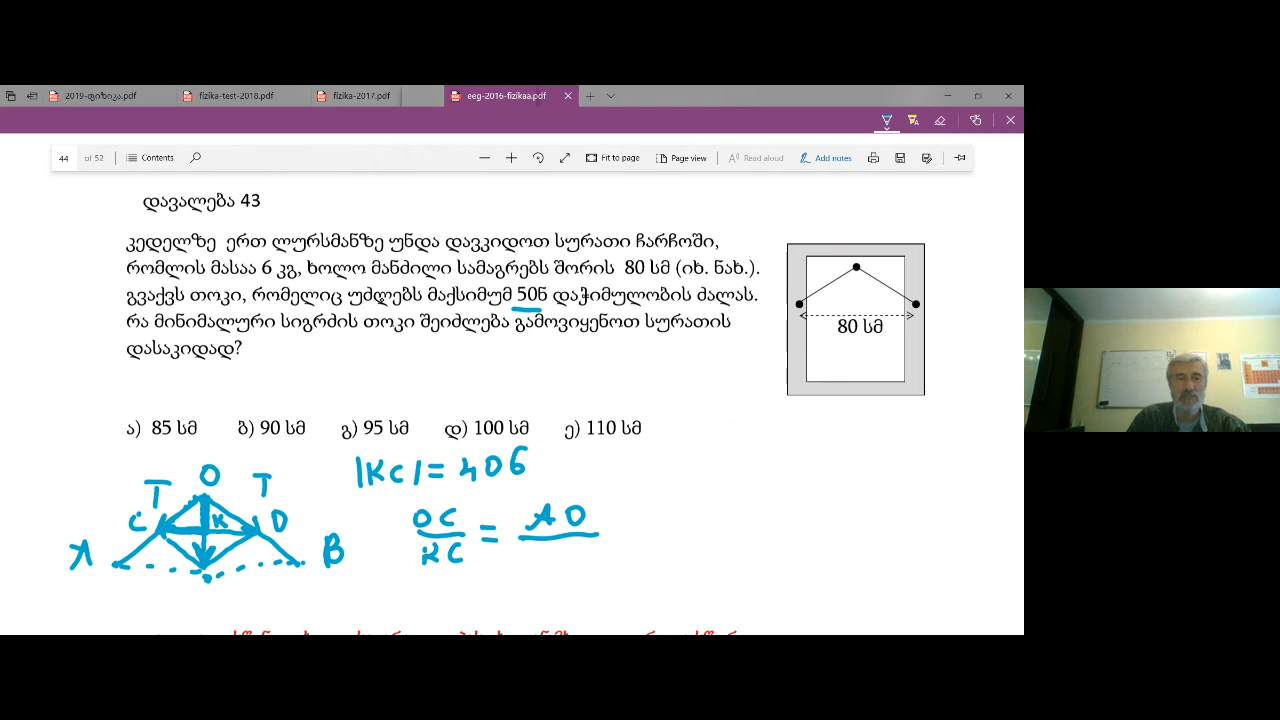 2019-ფიზიკა.pdf
fizika-test-2018.pdf
fizika-2017.pdf
eeg-2016-fizikaa.pdf
44 of 52
Contents
Fit to page
Page view
Read aloud
Add notes
დავალება 43
კედელზე ერთ ლურსმანზე უნდა დავკიდოთ სურათი ჩარჩოში,
რომლის მასაა 6 კგ, ხოლო მანძილი სამაგრებს შორის 80 სმ (იხ. ნახ.).
გვაქვს თოკი, რომელიც უძლებს მაქსიმუმ 50ნ დაჭიმულობის ძალას.
რა მინიმალური სიგრძის თოკი შეიძლება გამოვიყენოთ სურათის
დასაკიდად?
80 სმ
ა) 85 სმ ბ) 90 სმ გ) 95 სმ დ) 100 სმ ე) 110 სმ
O
T T
C K D
A B
|KC| = 40ნ
OC/KC = AO